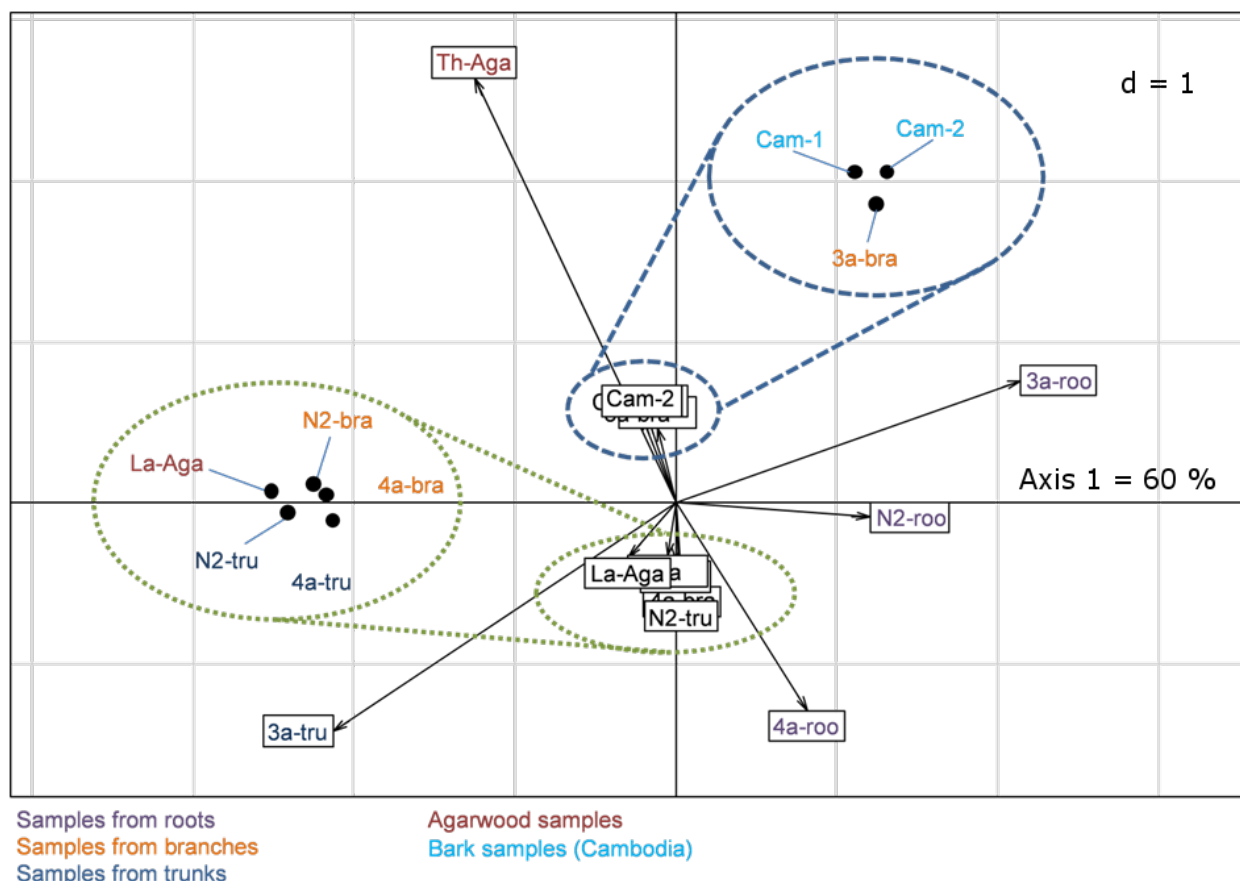 Th-Aga
d = 1
Cam-1
Cam-2
3a-bra
3a-roo
Cam-2
N2-bra
La-Aga
4a-bra
Axis 1 = 60 %
N2-roo
N2-tru
4a-tru
La-Aga
4a-bra
N2-tru
3a-tru
4a-roo
Samples from roots
Agarwood samples
Samples from branches
Bark samples (Cambodia)
Samples from trunks